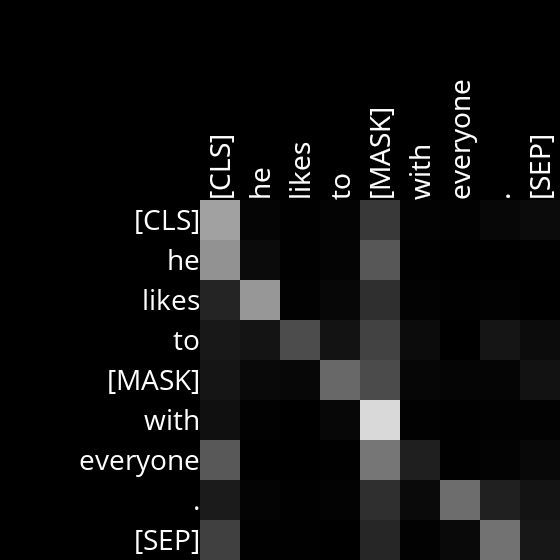 [CLS] he likes to [MASK] with everyone . [SEP]
[CLS]
he
likes
to
[MASK]
with
everyone
.
[SEP]